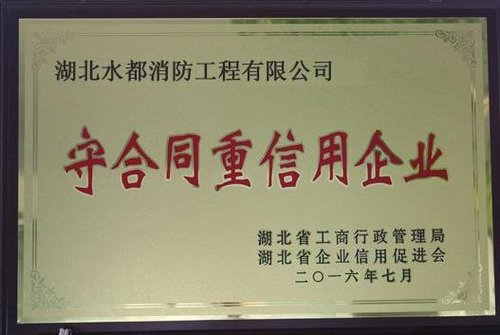 湖北水都消防工程有限公司
守合同重信用企业
湖北省工商行政管理局
湖北省企业信用促进会
二〇一六年七月